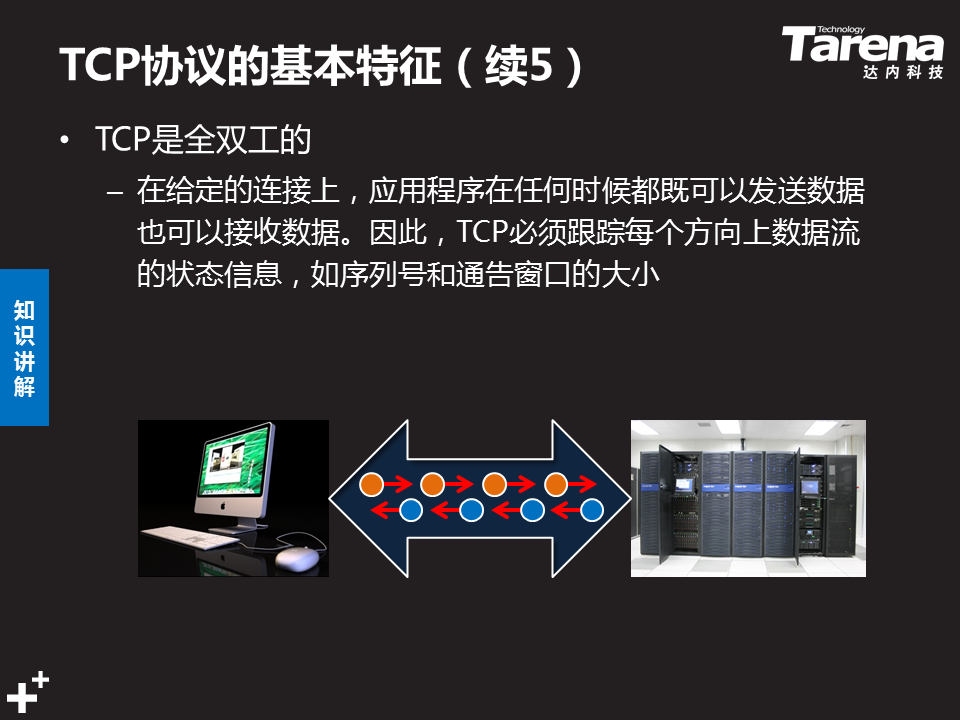 TCP协议的基本特征（续5）
Technology
Tarena
达内科技
• TCP是全双工的
– 在给定的连接上，应用程序在任何时候都既可以发送数据
也可以接收数据。因此，TCP必须跟踪每个方向上数据流
的状态信息，如序列号和通告窗口的大小
知
识
讲
解